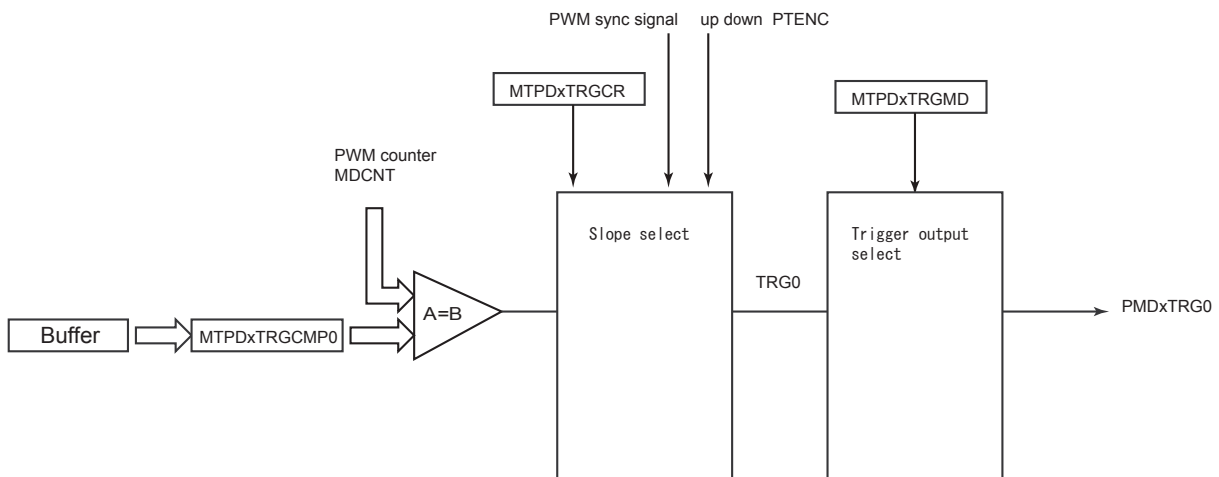 PWM sync signal
up down PTENC
MTPDxTRGCR
MTPDxTRGMD
PWM counter
MDCNT
Slope select
Trigger output
select
TRG0
A=B
PMDxTRG0
Buffer
MTPDxTRGCMP0